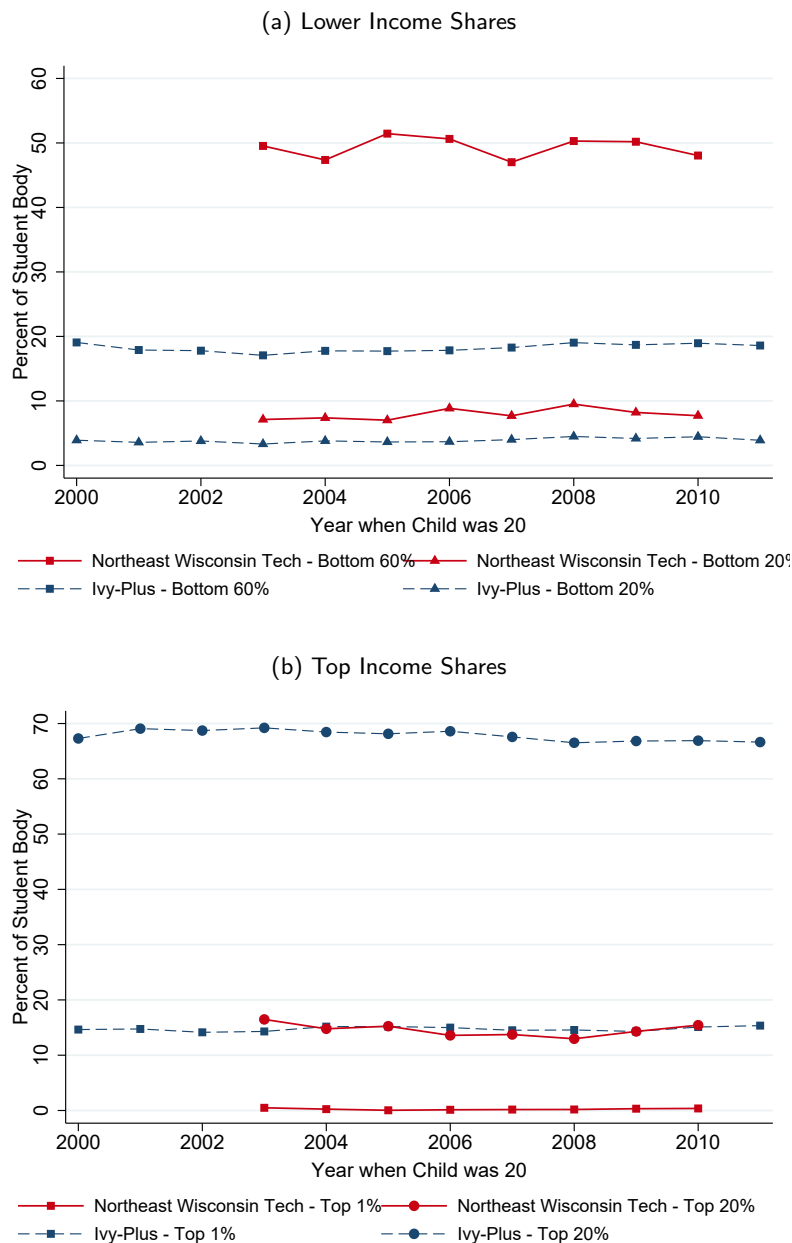 (a) Lower Income Shares
Percent of Student Body
60
50
40
30
20
10
0
2000 2002 2004 2006 2008 2010
Year when Child was 20
Northeast Wisconsin Tech - Bottom 60% Northeast Wisconsin Tech - Bottom 20%
Ivy-Plus - Bottom 60% Ivy-Plus - Bottom 20%
(b) Top Income Shares
Percent of Student Body
70
60
50
40
30
20
10
0
2000 2002 2004 2006 2008 2010
Year when Child was 20
Northeast Wisconsin Tech - Top 1% Northeast Wisconsin Tech - Top 20%
Ivy-Plus - Top 1% Ivy-Plus - Top 20%